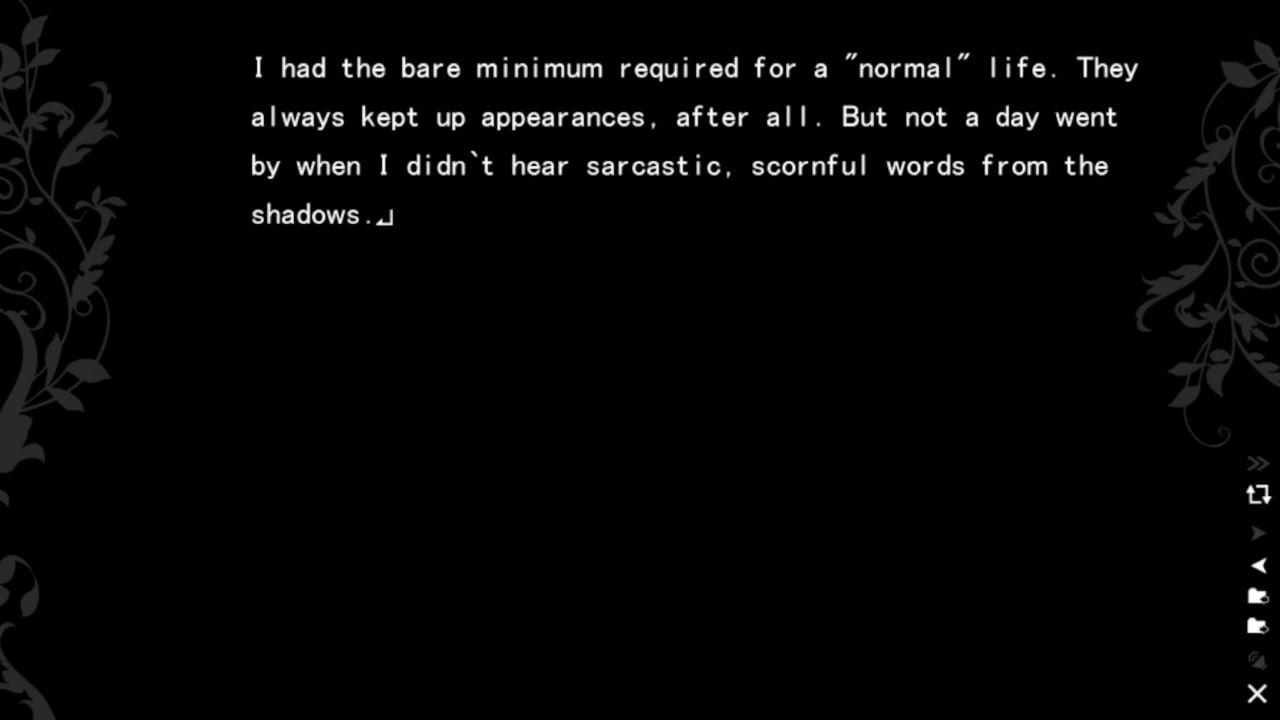 I had the bare minimum required for a "normal" life. They
always kept up appearances, after all. But not a day went
by when I didn`t hear sarcastic, scornful words from the
shadows.